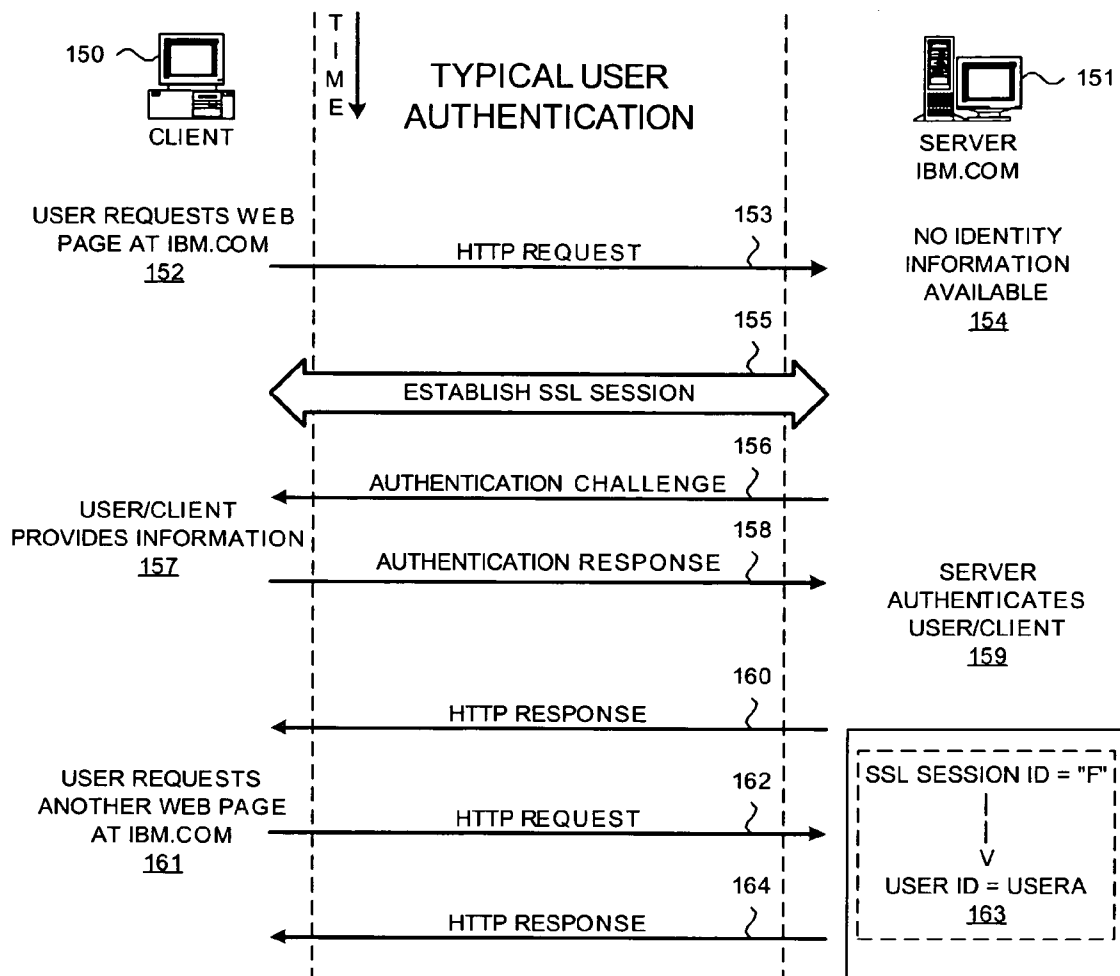 150
CLIENT
TIME
TYPICAL USER
AUTHENTICATION
151
SERVER
IBM.COM
USER REQUESTS WEB
PAGE AT IBM.COM
152
153
HTTP REQUEST
NO IDENTITY
INFORMATION
AVAILABLE
154
155
ESTABLISH SSL SESSION
156
AUTHENTICATION CHALLENGE
USER/CLIENT
PROVIDES INFORMATION
157
158
AUTHENTICATION RESPONSE
SERVER
AUTHENTICATES
USER/CLIENT
159
160
HTTP RESPONSE
USER REQUESTS
ANOTHER WEB PAGE
AT IBM.COM
161
162
HTTP REQUEST
SSL SESSION ID = "F"
USER ID = USERA
163
164
HTTP RESPONSE